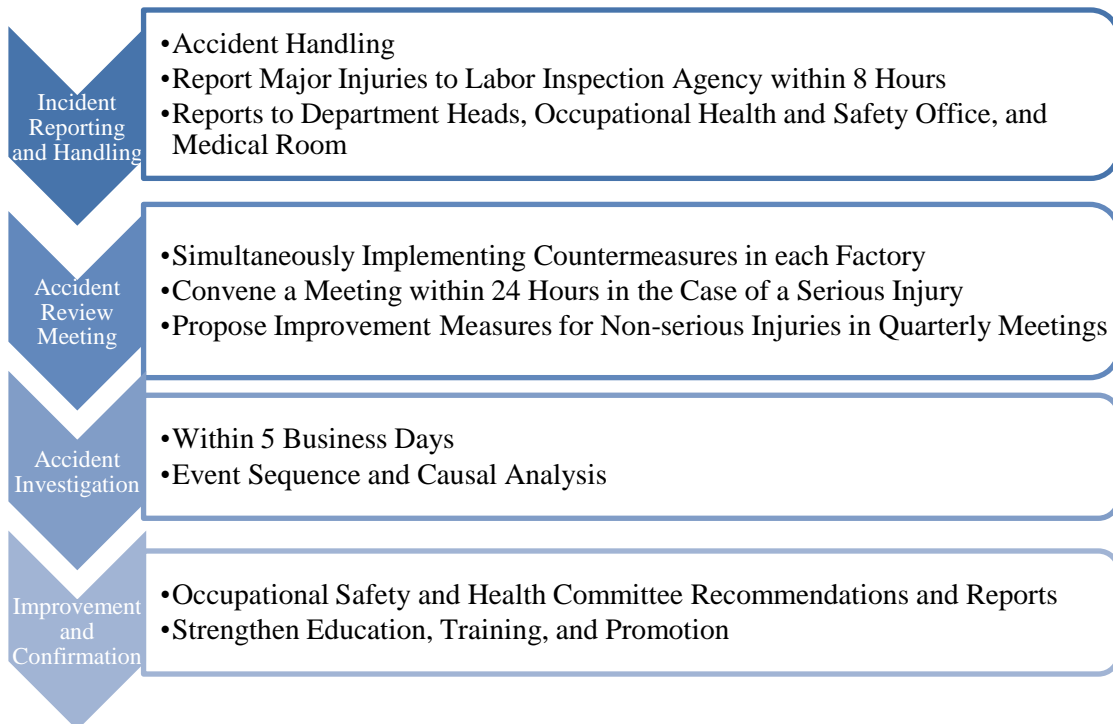 Incident
Reporting
and Handling
•Accident Handling
•Report Major Injuries to Labor Inspection Agency within 8 Hours
•Reports to Department Heads, Occupational Health and Safety Office, and
Medical Room
Accident
Review
Meeting
•Simultaneously Implementing Countermeasures in each Factory
•Convene a Meeting within 24 Hours in the Case of a Serious Injury
•Propose Improvement Measures for Non-serious Injuries in Quarterly Meetings
Accident
Investigation
•Within 5 Business Days
•Event Sequence and Causal Analysis
Improvement
and
Confirmation
•Occupational Safety and Health Committee Recommendations and Reports
•Strengthen Education, Training, and Promotion